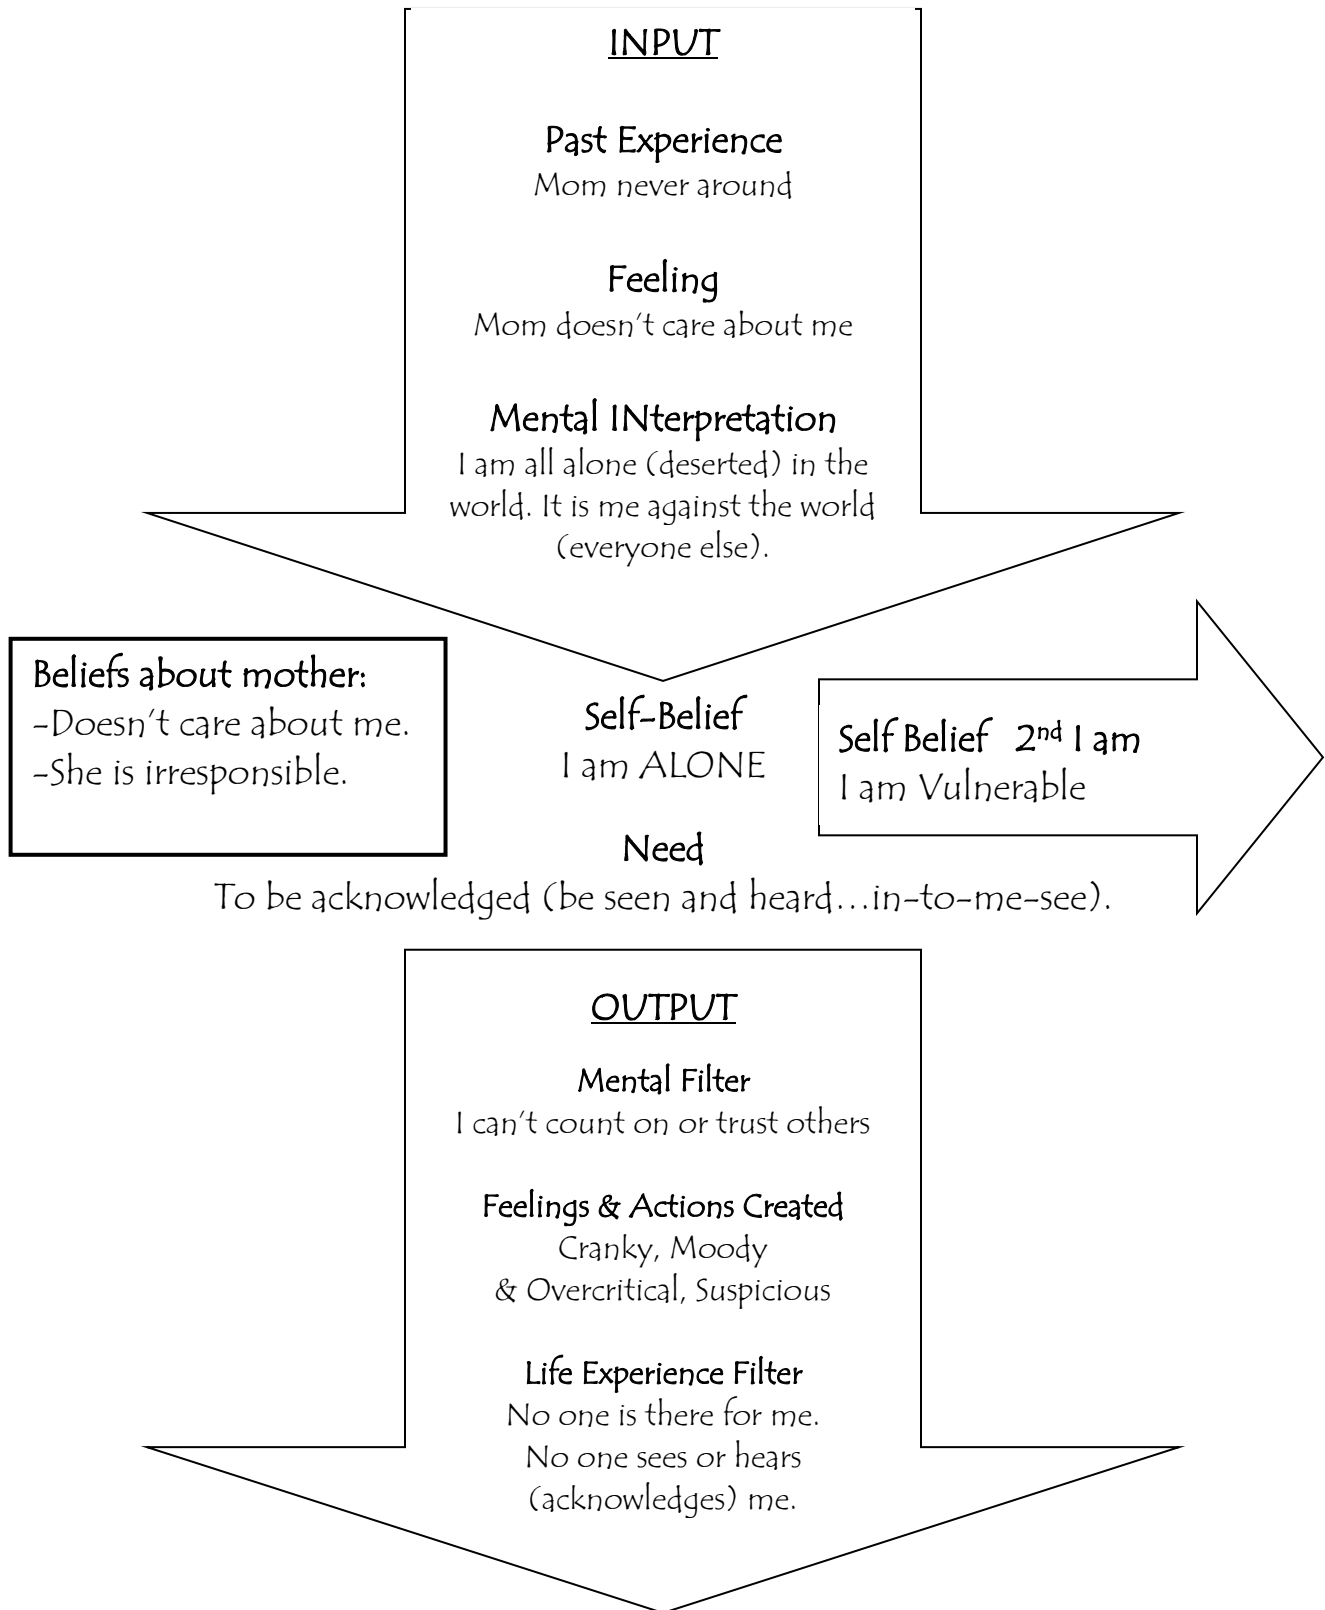 INPUT
Past Experience
Mom never around
Feeling
Mom doesn't care about me
Mental INterpretation
I am all alone (deserted) in the
world. It is me against the world
(everyone else).
Beliefs about mother:
-Doesn't care about me.
-She is irresponsible.
Self-Belief
I am ALONE
Self Belief 2nd I am
I am Vulnerable
Need
To be acknowledged (be seen and heard…in-to-me-see).
OUTPUT
Mental Filter
I can't count on or trust others
Feelings & Actions Created
Cranky, Moody
& Overcritical, Suspicious
Life Experience Filter
No one is there for me.
No one sees or hears
(acknowledges) me.